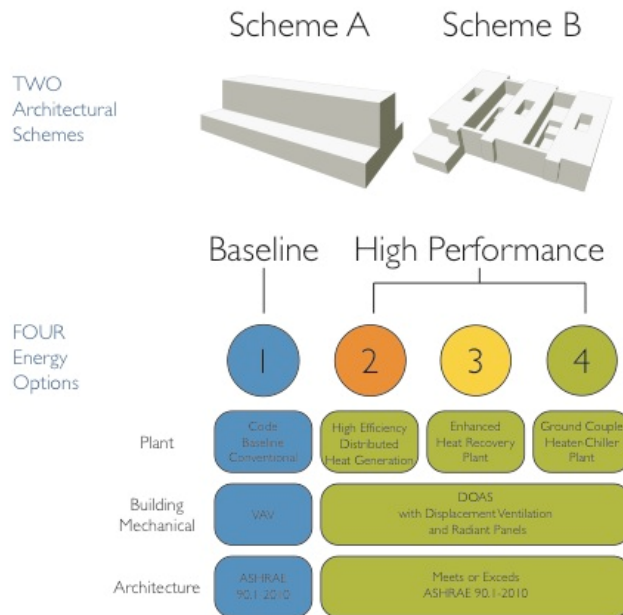 Scheme A
Scheme B
TWO
Architectural
Schemes
Baseline
High Performance
FOUR
Energy
Options
1
2
3
4
Plant
Code
Baseline
Conventional
High Efficiency
Distributed
Heat Generation
Enhanced
Heat Recovery
Plant
Ground Couple
Heater-Chiller
Plant
Building
Mechanical
VAV
DOAS
with Displacement Ventilation
and Radiant Panels
Architecture
ASHRAE
90.1-2010
Meets or Exceeds
ASHRAE 90.1-2010